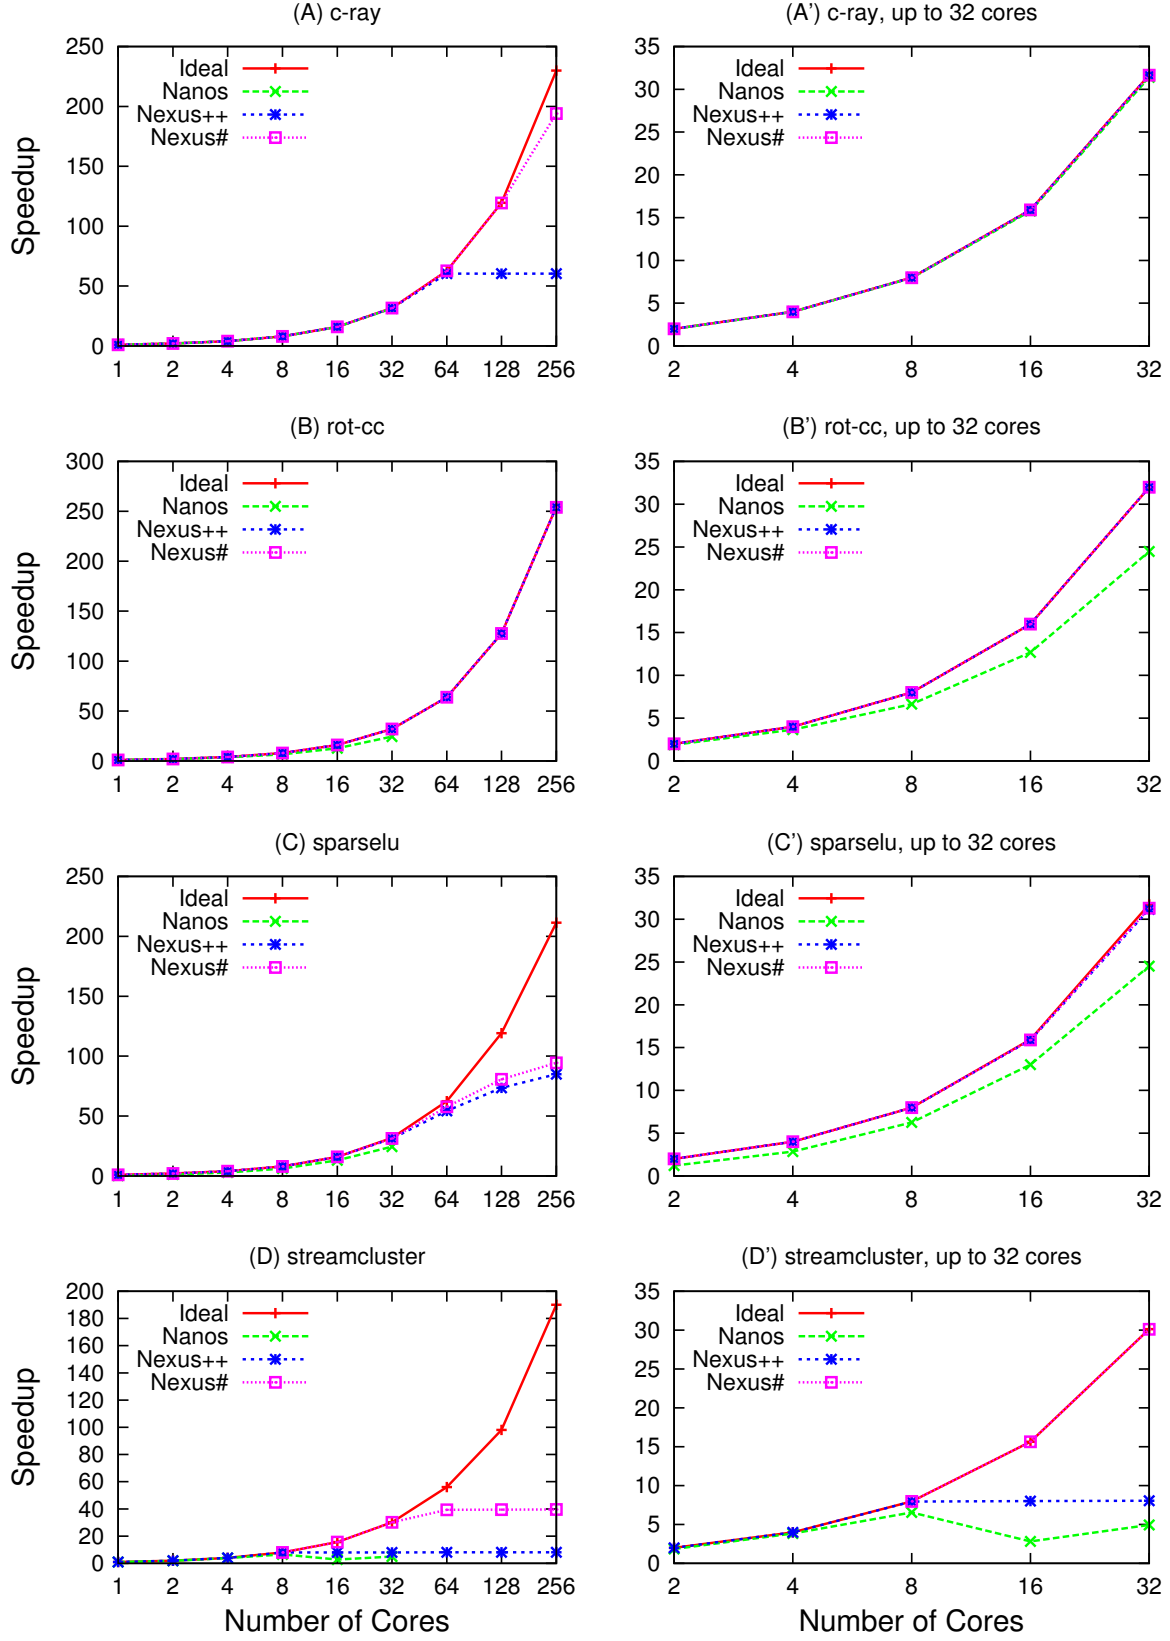 (A) c-ray
250
200
150
100
50
0
Speedup
Ideal
Nanos
Nexus++
Nexus#
1 2 4 8 16 32 64 128 256
(A') c-ray, up to 32 cores
35
30
25
20
15
10
5
0
Ideal
Nanos
Nexus++
Nexus#
2 4 8 16 32
(B) rot-cc
300
250
200
150
100
50
0
Speedup
Ideal
Nanos
Nexus++
Nexus#
1 2 4 8 16 32 64 128 256
(B') rot-cc, up to 32 cores
35
30
25
20
15
10
5
0
Ideal
Nanos
Nexus++
Nexus#
2 4 8 16 32
(C) sparselu
250
200
150
100
50
0
Speedup
Ideal
Nanos
Nexus++
Nexus#
1 2 4 8 16 32 64 128 256
(C') sparselu, up to 32 cores
35
30
25
20
15
10
5
0
Ideal
Nanos
Nexus++
Nexus#
2 4 8 16 32
(D) streamcluster
200
180
160
140
120
100
80
60
40
20
0
Speedup
Ideal
Nanos
Nexus++
Nexus#
1 2 4 8 16 32 64 128 256
Number of Cores
(D') streamcluster, up to 32 cores
35
30
25
20
15
10
5
0
Ideal
Nanos
Nexus++
Nexus#
2 4 8 16 32
Number of Cores